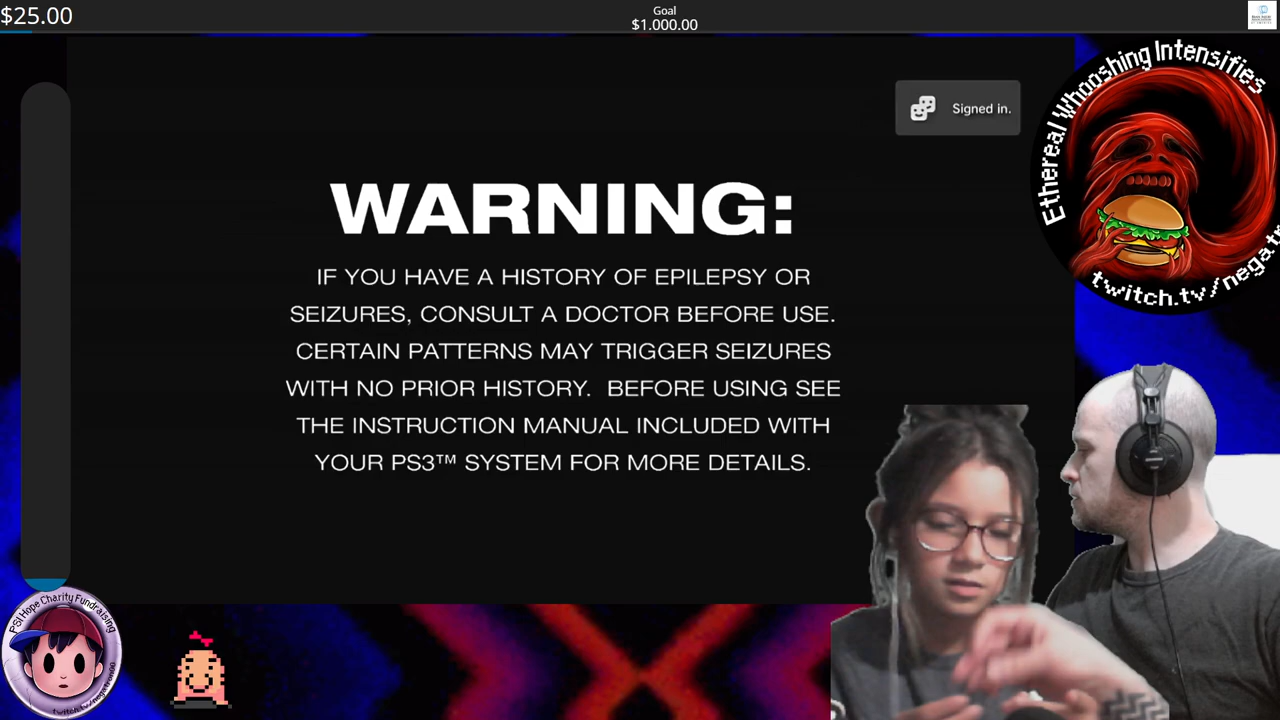 $25.00
Goal
$1.000.00
Signed in.
WARNING:
IF YOU HAVE A HISTORY OF EPILEPSY OR
SEIZURES, CONSULT A DOCTOR BEFORE USE.
CERTAIN PATTERNS MAY TRIGGER SEIZURES
WITH NO PRIOR HISTORY.  BEFORE USING SEE
THE INSTRUCTION MANUAL INCLUDED WITH
YOUR PS3™ SYSTEM FOR MORE DETAILS.
Ethereal Whooshing Intensifies
twitch.tv/negatro
PSI Hope Charity Fundraising